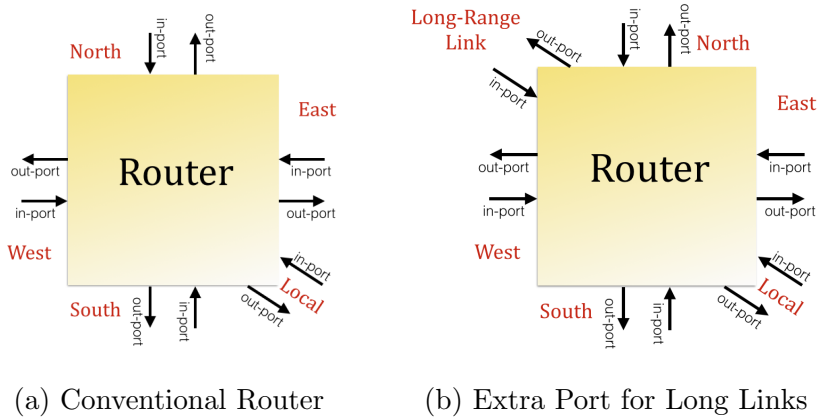 in-port
out-port
North
East
out-port
in-port
Router
in-port
out-port
West
in-port
South
out-port
in-port
out-port
Local
(a) Conventional Router
Long-Range
Link
out-port
in-port
in-port
out-port
North
East
out-port
in-port
Router
in-port
out-port
West
in-port
South
out-port
in-port
out-port
Local
(b) Extra Port for Long Links